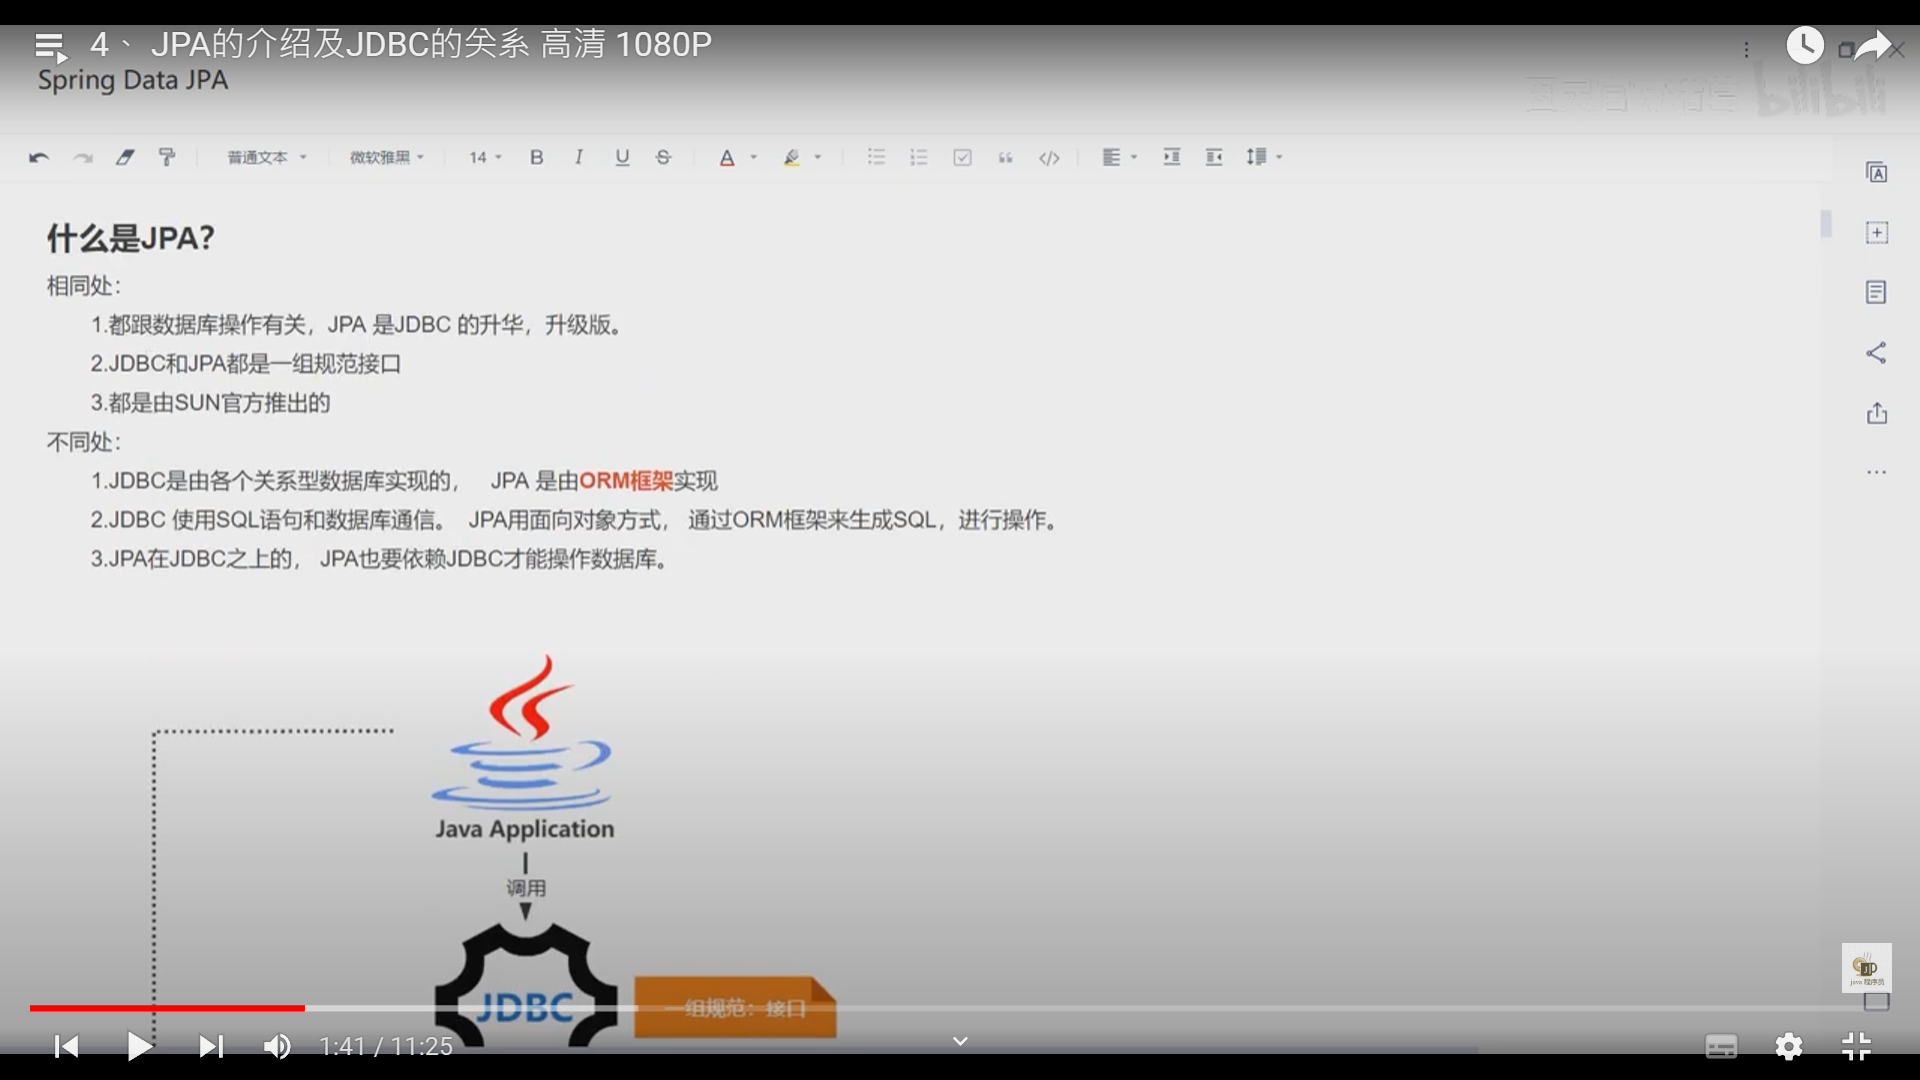 4、 JPA的介绍及JDBC的关系 高清 1080P
Spring Data JPA
bilibili
普通文本
微软雅黑
14
什么是JPA?
相同处：
1.都跟数据库操作有关，JPA 是JDBC 的升华，升级版。
2.JDBC和JPA都是一组规范接口
3.都是由SUN官方推出的
不同处：
1.JDBC是由各个关系型数据库实现的， JPA 是由ORM框架实现
2.JDBC 使用SQL语句和数据库通信。 JPA用面向对象方式， 通过ORM框架来生成SQL，进行操作。
3.JPA在JDBC之上的， JPA也要依赖JDBC才能操作数据库。
Java Application
调用
JDBC
一组规范：接口
java 程序员
1:41 / 11:25